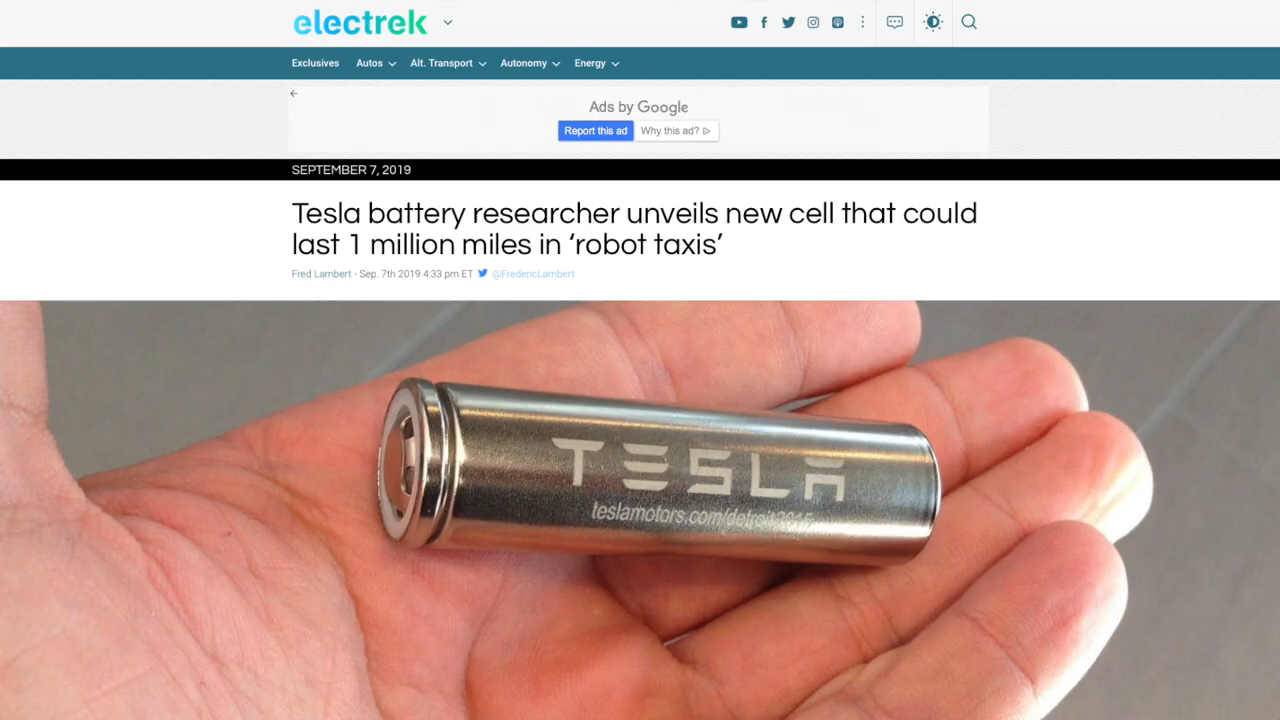 electrek
Exclusives Autos Alt. Transport Autonomy Energy
Ads by Google
Report this ad Why this ad?
SEPTEMBER 7, 2019
Tesla battery researcher unveils new cell that could
last 1 million miles in ‘robot taxis’
Fred Lambert - Sep. 7th 2019 4:33 pm ET @FredericLambert
TESLA
teslamotors.com/detroit2015